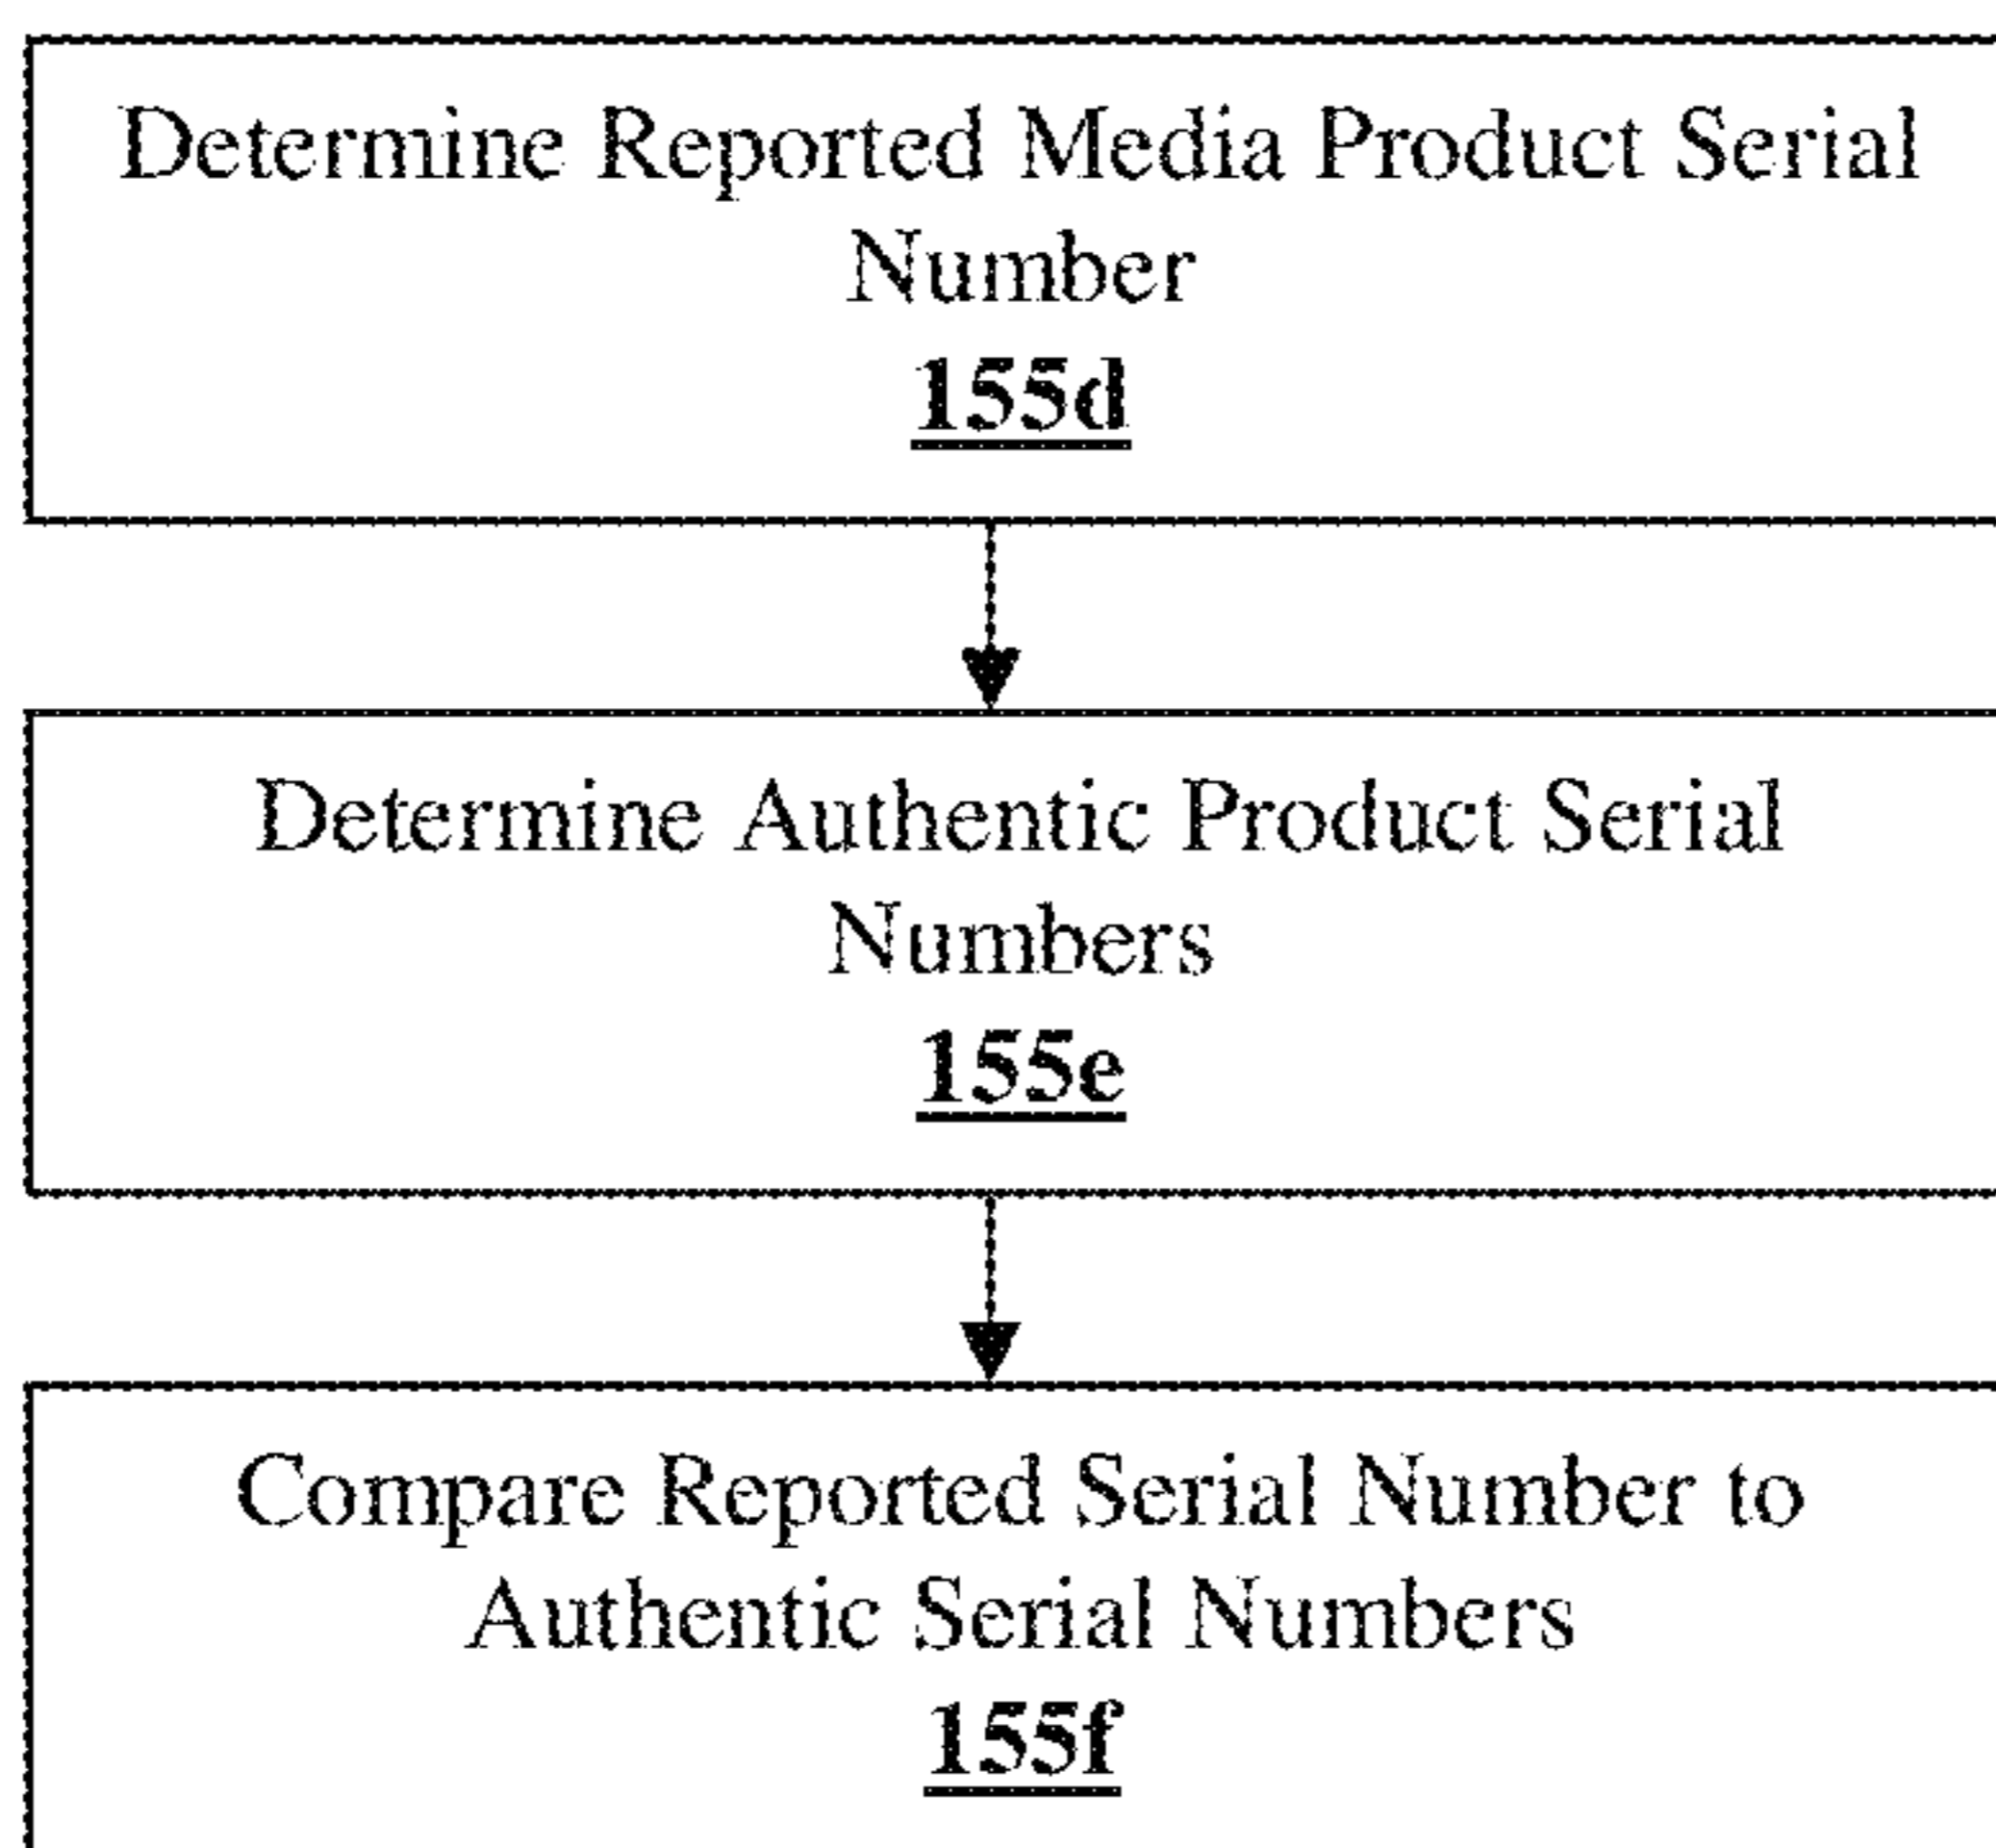 Determine Reported Media Product Serial
Number
155d
Determine Authentic Product Serial
Numbers
155e
Compare Reported Serial Number to
Authentic Serial Numbers
155f